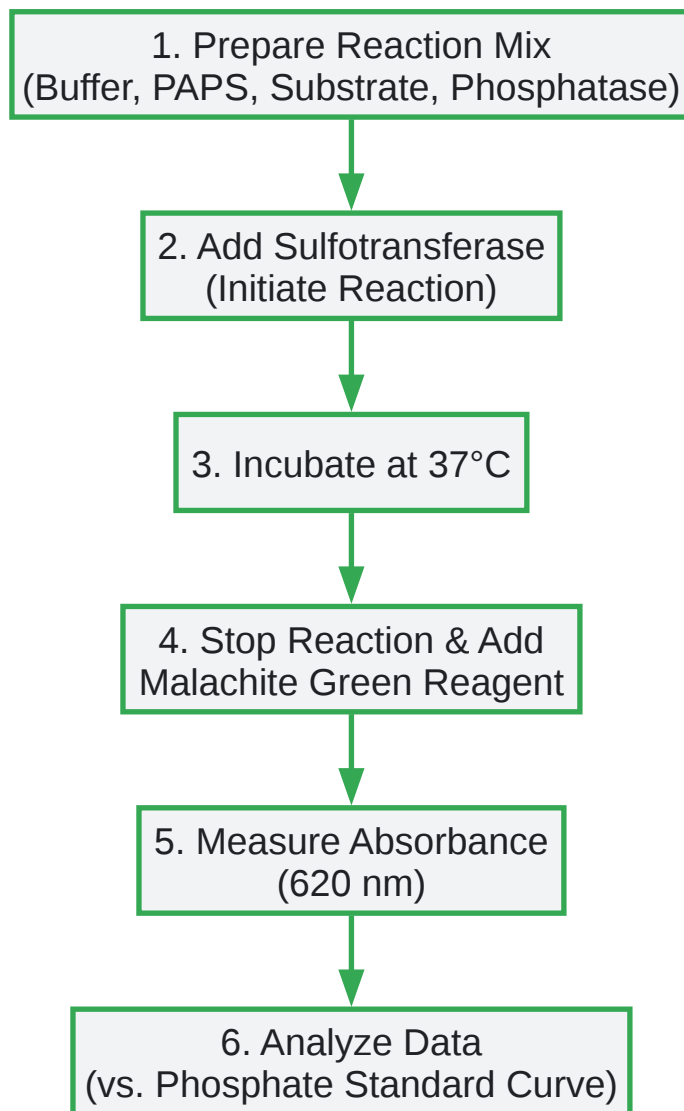 1. Prepare Reaction Mix
(Buffer, PAPS, Substrate, Phosphatase)
2. Add Sulfotransferase
(Initiate Reaction)
3. Incubate at 37°C
4. Stop Reaction & Add
Malachite Green Reagent
5. Measure Absorbance
(620 nm)
6. Analyze Data
(vs. Phosphate Standard Curve)